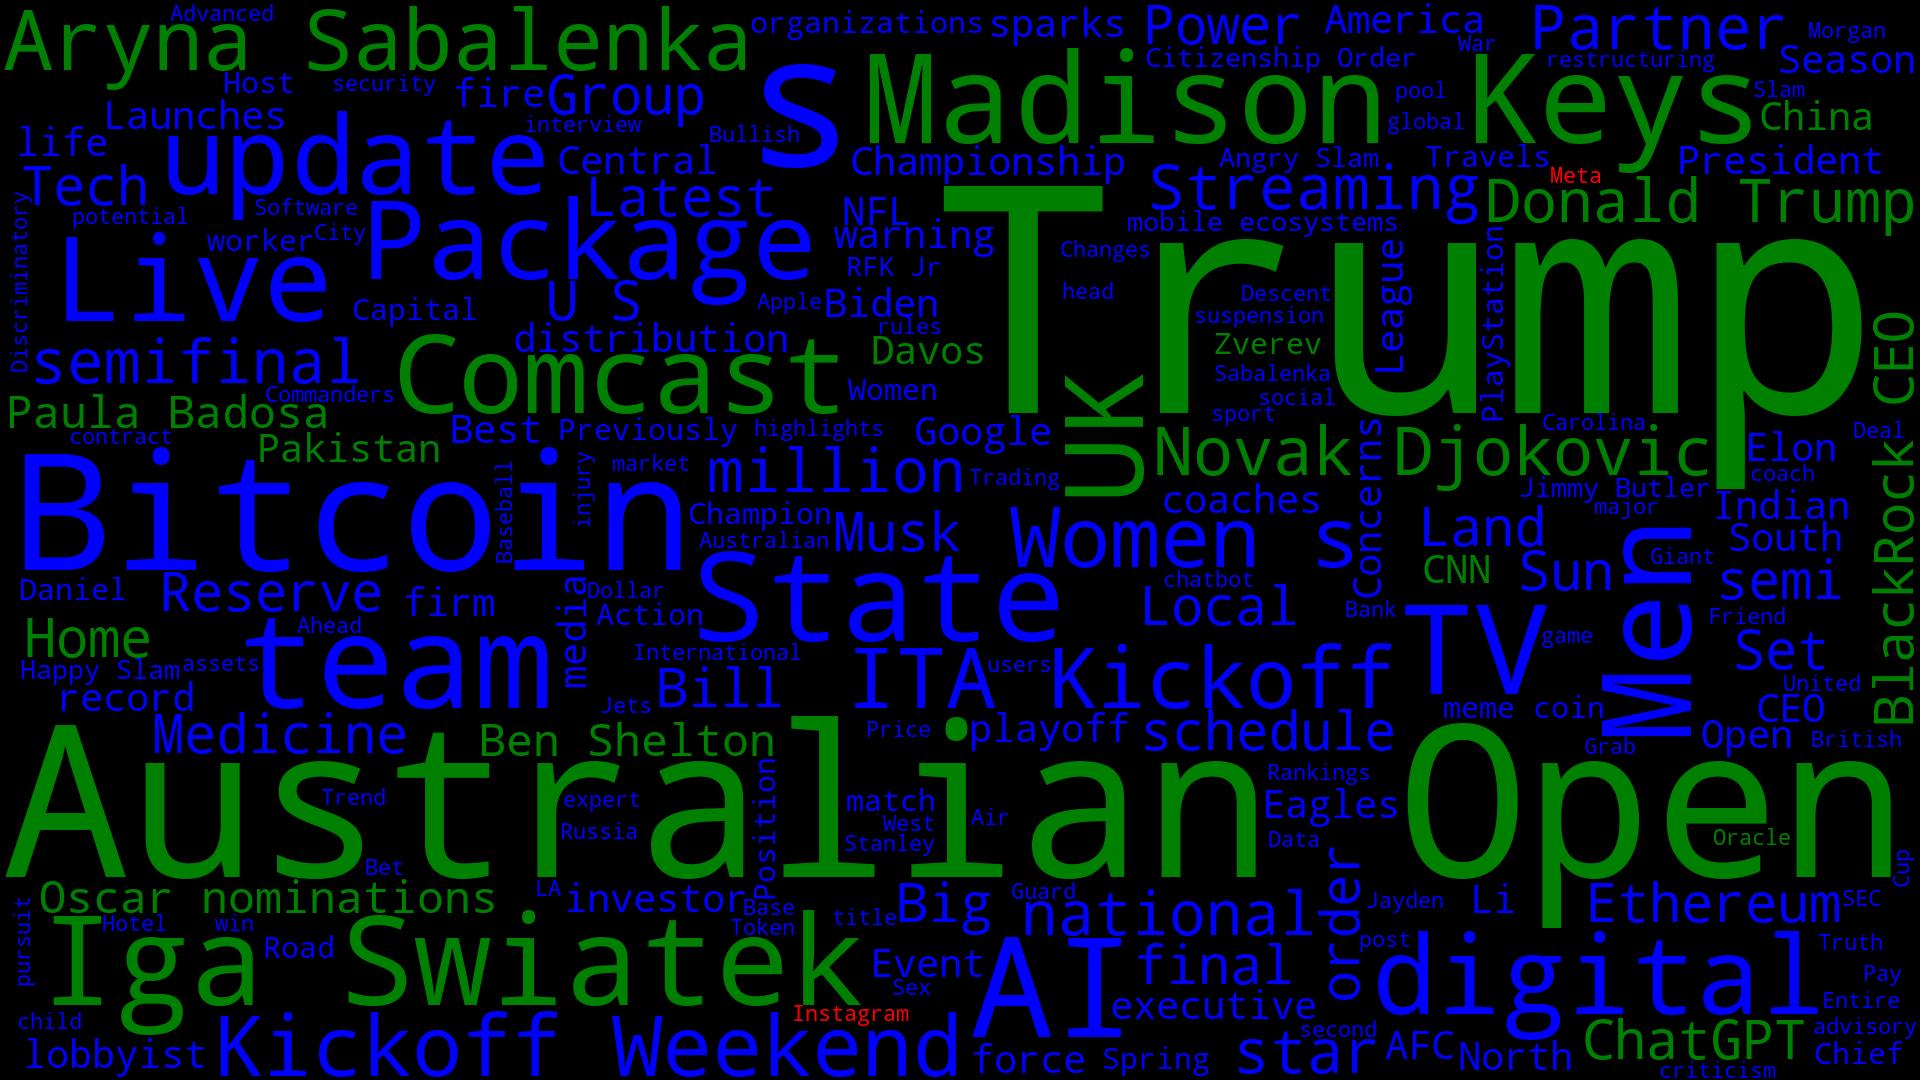 Advanced
Aryna Sabalenka
organizations
sparks
Power
America
Partner
Morgan
War
Citizenship Order
restructuring
Season
Host
security
fire
Group
s
Madison Keys
pool
Slam
Launches
interview
Bullish
global
China
life
update
Central
Championship
Angry Slam
Travels
President
Tech
Latest
Streaming
Meta
Donald Trump
potential
Software
Package
NFL
warning
mobile ecosystems
Trump
Discriminatory
worker
City
Live
RFK Jr
Changes
League
PlayStation
Capital
U S
Apple
Biden
head
Descent
suspension
distribution
rules
semifinal
Comcast
Davos
Zverev
BlackRock CEO
Commanders
Women
Sabalenka
social
Paula Badosa
UK
sport
contract
Pakistan
Best
Previously
highlights
Google
Novak Djokovic
Carolina
Elon
Deal
Bitcoin
Baseball
injury
market
million
Trading
Concerns
coach
coaches
Jimmy Butler
major
Indian
Champion
Australian
Musk
Women s
Land
Men
South
CNN
Giant
Sun
semi
Daniel
Reserve
firm
media
Dollar
State
chatbot
Action
Local
Bank
TV
Friend
Home
Ahead
team
game
Set
International
Happy Slam
assets
ITA
users
Kickoff
United
record
Bill
Jets
meme coin
CEO
Medicine
Ben Shelton
Price
playoff
schedule
Grab
Open
British
Australian Open
Trend
expert
Position
match
Rankings
Eagles
Russia
West
Air
Stanley
Data
Oracle
Bet
Cup
Oscar nominations
LA
investor
Base
Big
Guard
order
Jayden
Li
Ethereum
SEC
pursuit
Hotel
win
Token
title
national
Iga Swiatek
Road
Event
AI
final
post
digital
Truth
Sex
Pay
child
Instagram
executive
Entire
lobbyist
Kickoff Weekend
force
Spring
second
star
AFC
North
ChatGPT
advisory
Chief
criticism